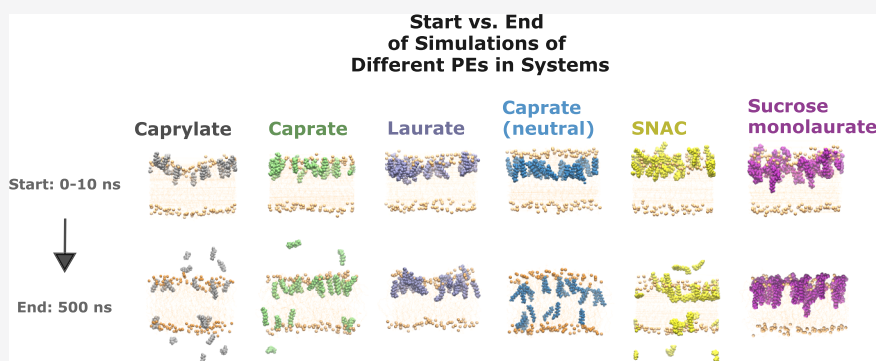 Start vs. End
of Simulations of
Different PEs in Systems
Caprylate
Caprate
Laurate
Caprate
(neutral)
SNAC
Sucrose
monolaurate
Start: 0-10 ns
End: 500 ns